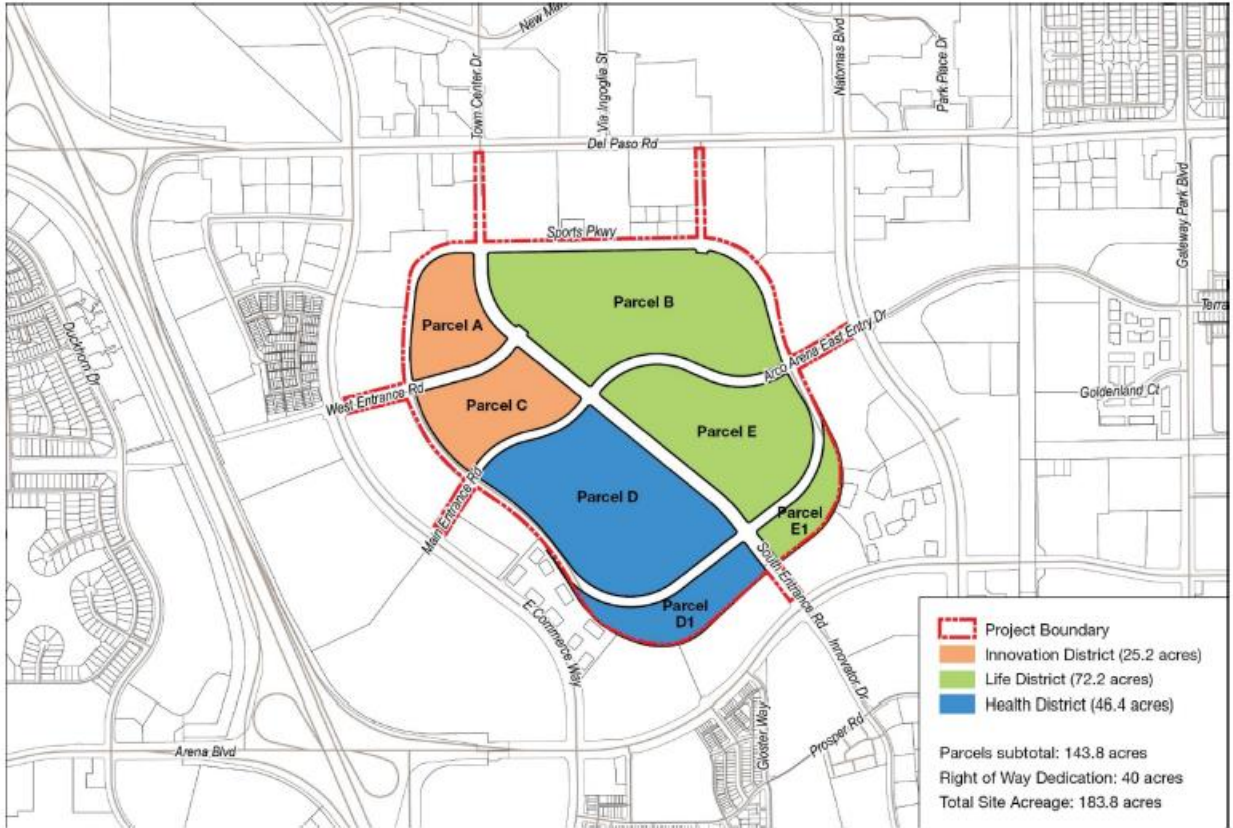 New Mar
Town Center Dr
Via Ingoglia St
Natomas Blvd
Park Place Dr
Del Paso Rd
Gateway Park Blvd
Sports Pkwy
Parcel B
Parcel A
Terra
Duckhorn Dr
Arco Arena East Entry Dr
West Entrance Rd
Goldenland Ct
Parcel C
Parcel E
Parcel D
Parcel
E1
Main Entrance Rd
South Entrance Rd
Parcel
D1
E Commerce Way
Innovator Dr
Gloster Way
Prosper Rd
Arena Blvd
Project Boundary
Innovation District (25.2 acres)
Life District (72.2 acres)
Health District (46.4 acres)
Parcels subtotal: 143.8 acres
Right of Way Dedication: 40 acres
Total Site Acreage: 183.8 acres